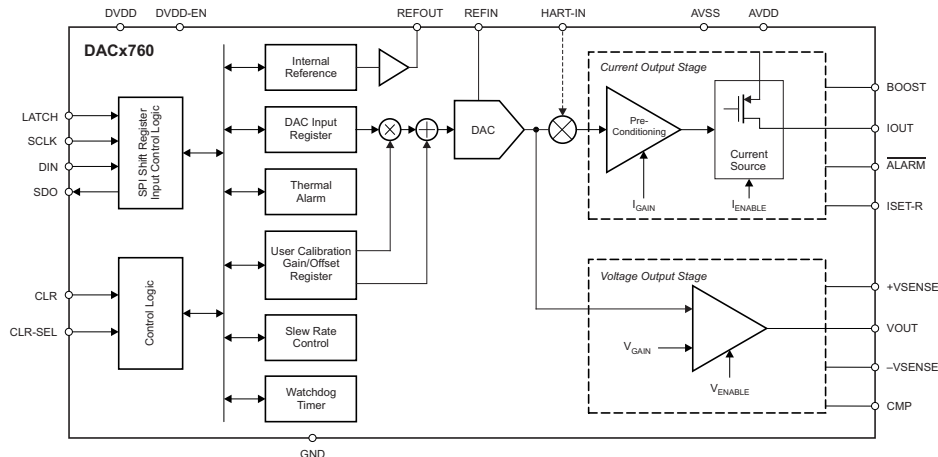 DVDD
DVDD-EN
REFOUT
REFIN
HART-IN
AVSS
AVDD
DACx760
Internal
Reference
DAC Input
Register
Thermal
Alarm
User Calibration
Gain/Offset
Register
Slew Rate
Control
Watchdog
Timer
LATCH
SCLK
DIN
SDO
SPI Shift Register
Input Control Logic
CLR
CLR-SEL
Control Logic
DAC
Current Output Stage
Pre-
Conditioning
Current
Source
IGAIN
IENABLE
BOOST
IOUT
ALARM
ISET-R
Voltage Output Stage
VGAIN
VENABLE
+VSENSE
VOUT
–VSENSE
CMP
GND